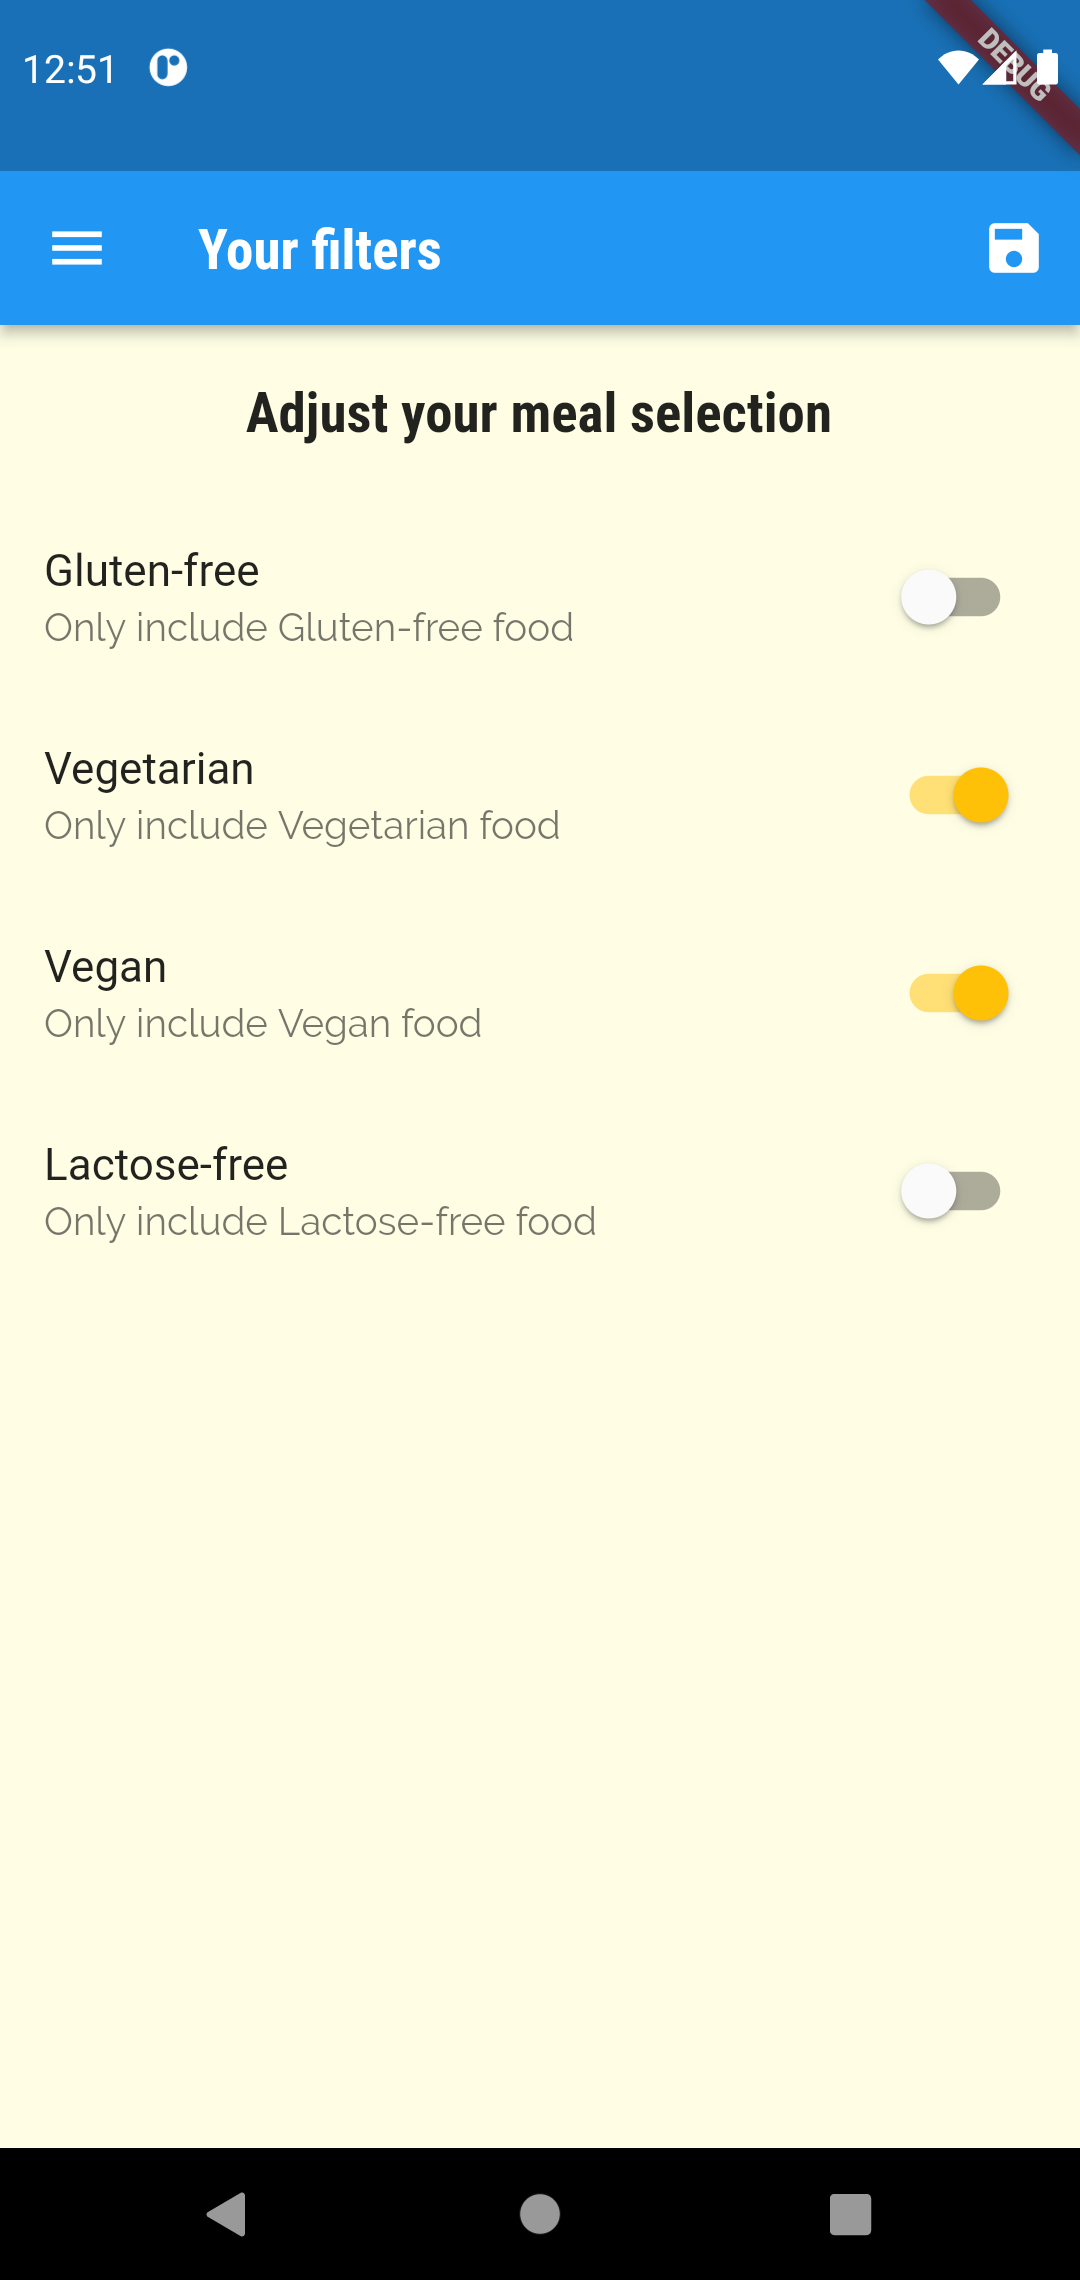 12:51
DEBUG
Your filters
Adjust your meal selection
Gluten-free
Only include Gluten-free food
Vegetarian
Only include Vegetarian food
Vegan
Only include Vegan food
Lactose-free
Only include Lactose-free food